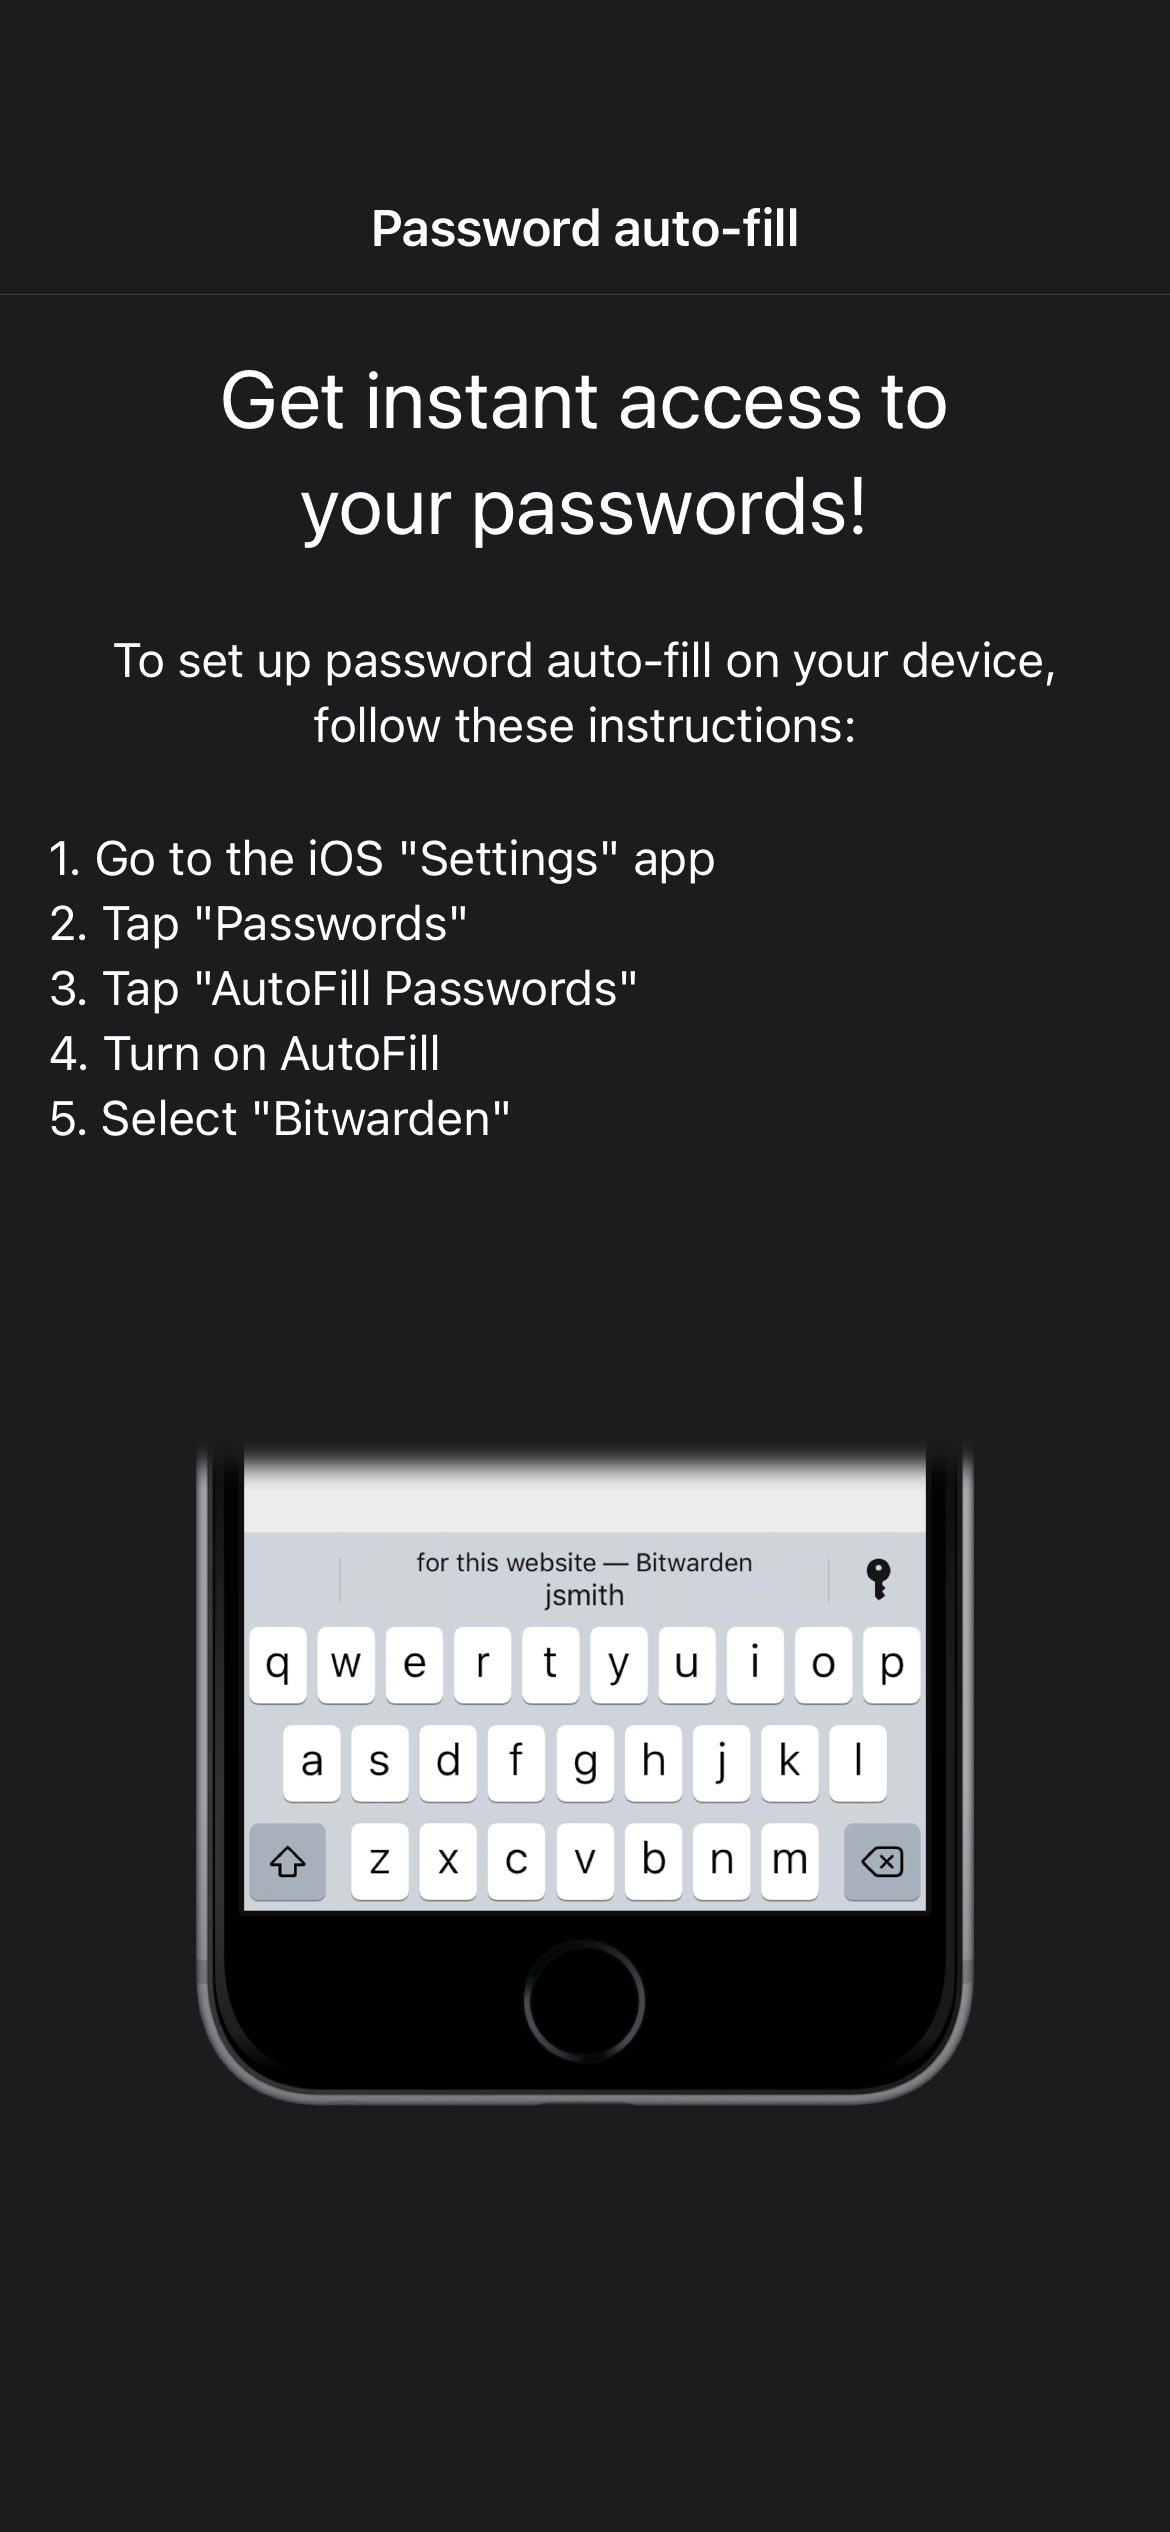 Password auto-fill
Get instant access to
your passwords!
To set up password auto-fill on your device,
follow these instructions:
1. Go to the iOS "Settings" app
2. Tap "Passwords"
3. Tap "AutoFill Passwords"
4. Turn on AutoFill
5. Select "Bitwarden"
for this website — Bitwarden
jsmith
q w e r t y u i o p
a s d f g h j k l
z x c v b n m